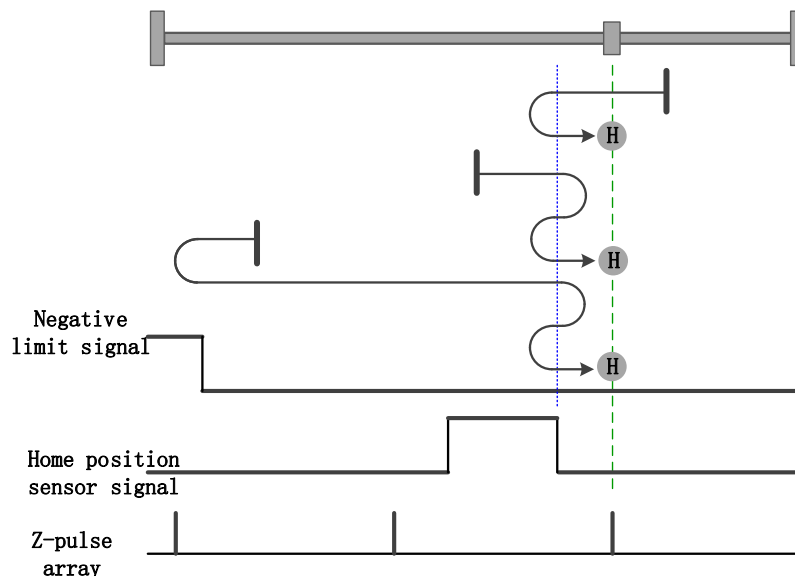 H
H
H
Negative
limit signal
Home position
sensor signal
Z-pulse
array